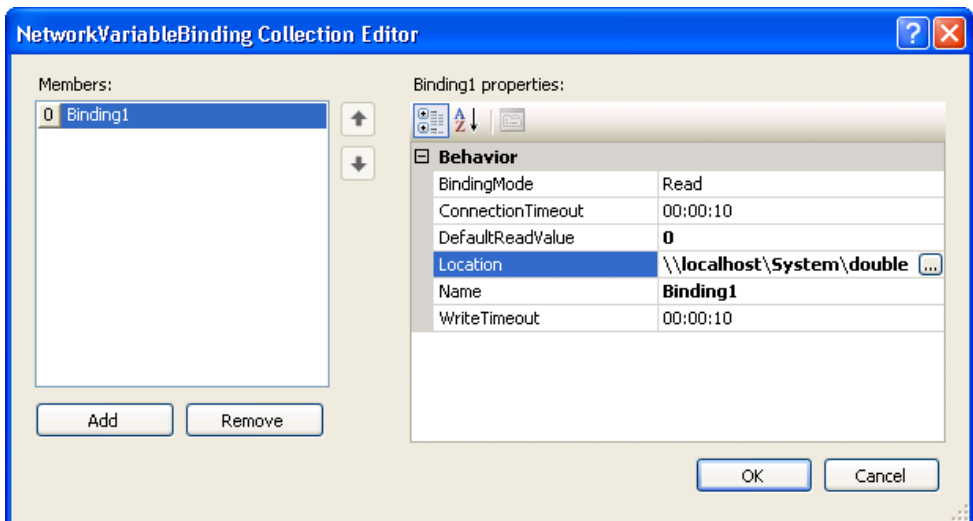 NetworkVariableBinding Collection Editor
Members:
0 Binding1
Add Remove
Binding1 properties:
Behavior
BindingMode Read
ConnectionTimeout 00:00:10
DefaultReadValue 0
Location \\localhost\System\double ...
Name Binding1
WriteTimeout 00:00:10
OK Cancel